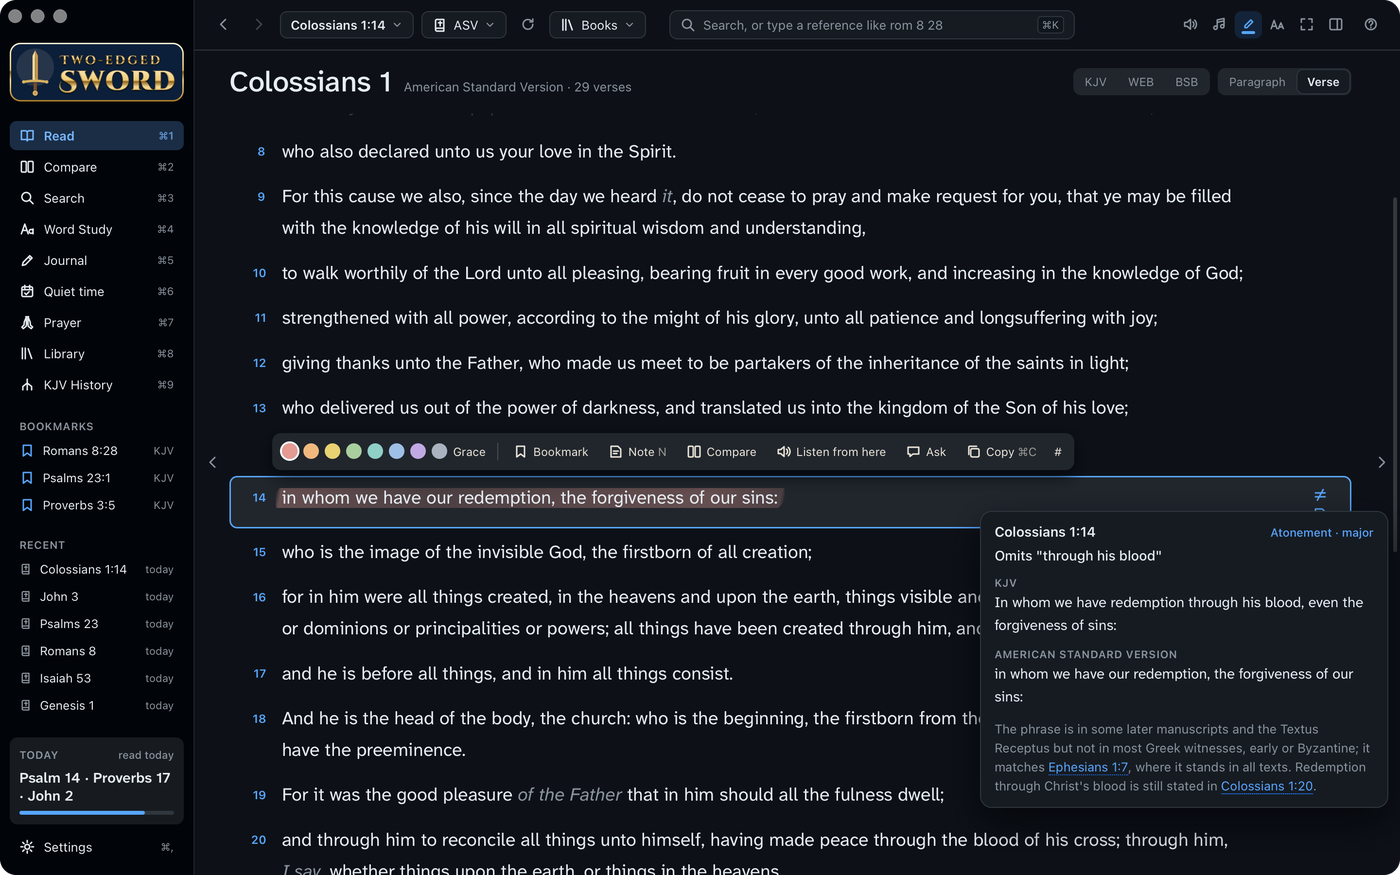 TWO-EDGED
SWORD
Read ⌘1
Compare ⌘2
Search ⌘3
Word Study ⌘4
Journal ⌘5
Quiet time ⌘6
Prayer ⌘7
Library ⌘8
KJV History ⌘9
BOOKMARKS
Romans 8:28 KJV
Psalms 23:1 KJV
Proverbs 3:5 KJV
RECENT
Colossians 1:14 today
John 3 today
Psalms 23 today
Romans 8 today
Isaiah 53 today
Genesis 1 today
TODAY read today
Psalm 14 · Proverbs 17
· John 2
Settings ⌘,
Colossians 1:14 ASV Books Search, or type a reference like rom 8 28 ⌘K
Colossians 1 American Standard Version · 29 verses KJV WEB BSB Paragraph Verse
8 who also declared unto us your love in the Spirit.
9 For this cause we also, since the day we heard it, do not cease to pray and make request for you, that ye may be filled
with the knowledge of his will in all spiritual wisdom and understanding,
10 to walk worthily of the Lord unto all pleasing, bearing fruit in every good work, and increasing in the knowledge of God;
11 strengthened with all power, according to the might of his glory, unto all patience and longsuffering with joy;
12 giving thanks unto the Father, who made us meet to be partakers of the inheritance of the saints in light;
13 who delivered us out of the power of darkness, and translated us into the kingdom of the Son of his love;
Grace Bookmark Note N Compare Listen from here Ask Copy ⌘C #
14 in whom we have our redemption, the forgiveness of our sins: ≠
15 who is the image of the invisible God, the firstborn of all creation;
16 for in him were all things created, in the heavens and upon the earth, things visible and
or dominions or principalities or powers; all things have been created through him, and
17 and he is before all things, and in him all things consist.
18 And he is the head of the body, the church: who is the beginning, the firstborn from the
have the preeminence.
19 For it was the good pleasure of the Father that in him should all the fulness dwell;
20 and through him to reconcile all things unto himself, having made peace through the blood of his cross; through him,
I say, whether things upon the earth, or things in the heavens.
Colossians 1:14 Atonement · major
Omits "through his blood"
KJV
In whom we have redemption through his blood, even the
forgiveness of sins:
AMERICAN STANDARD VERSION
in whom we have our redemption, the forgiveness of our
sins:
The phrase is in some later manuscripts and the Textus
Receptus but not in most Greek witnesses, early or Byzantine; it
matches Ephesians 1:7, where it stands in all texts. Redemption
through Christ's blood is still stated in Colossians 1:20.